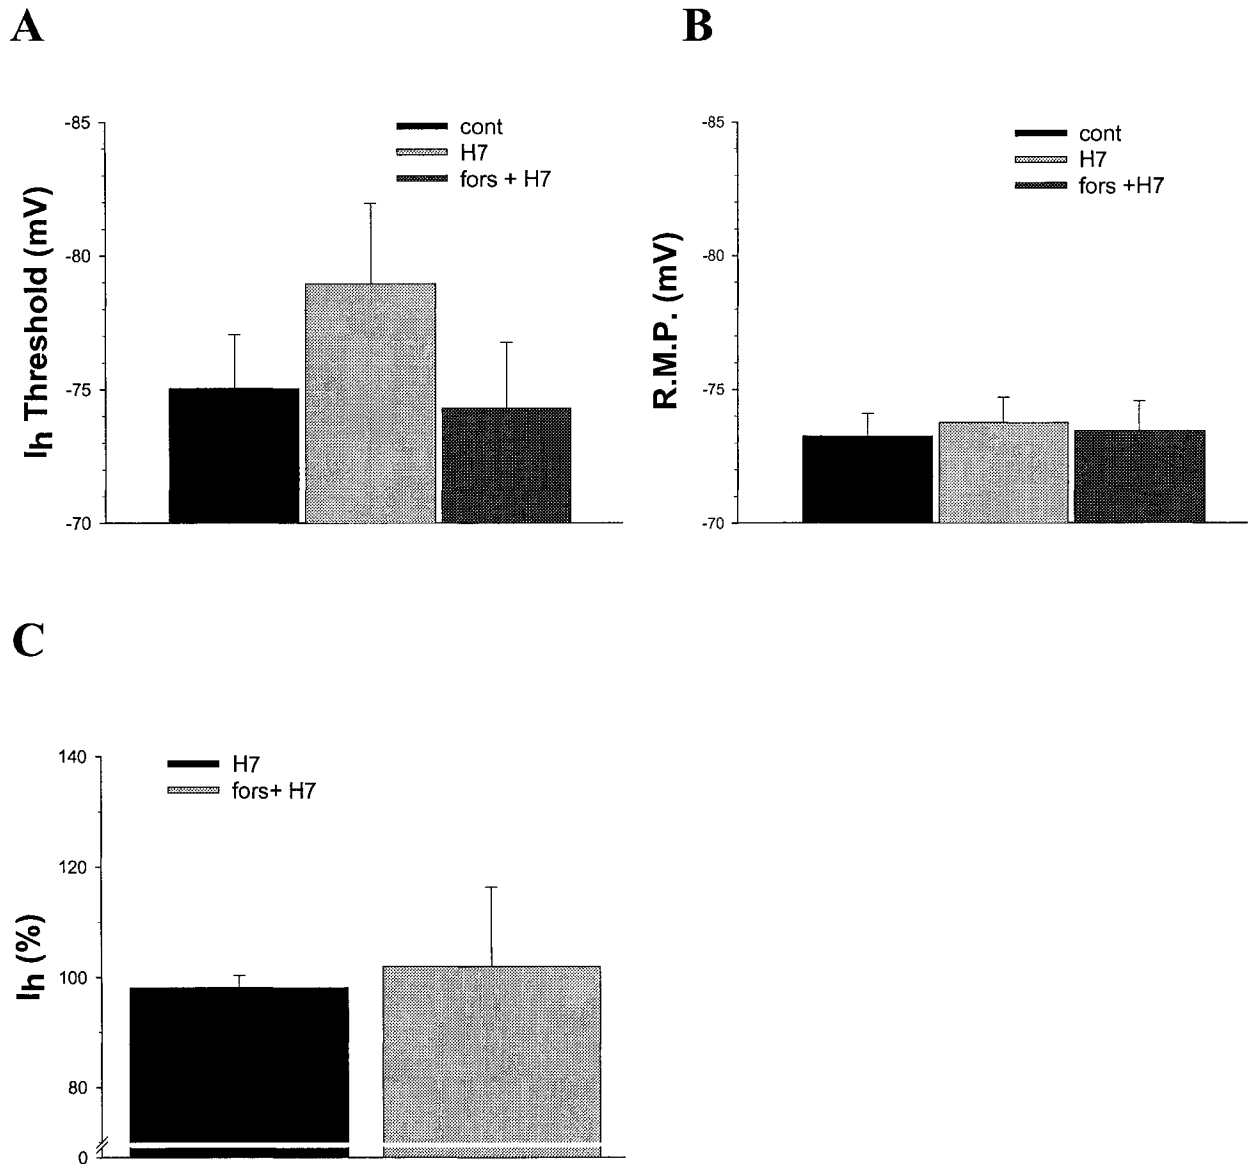 A
B
-85
-80
-75
-70
Ih Threshold (mV)
cont
H7
fors + H7
-85
-80
-75
-70
R.M.P. (mV)
cont
H7
fors +H7
C
140
120
100
80
0
Ih (%)
H7
fors+ H7